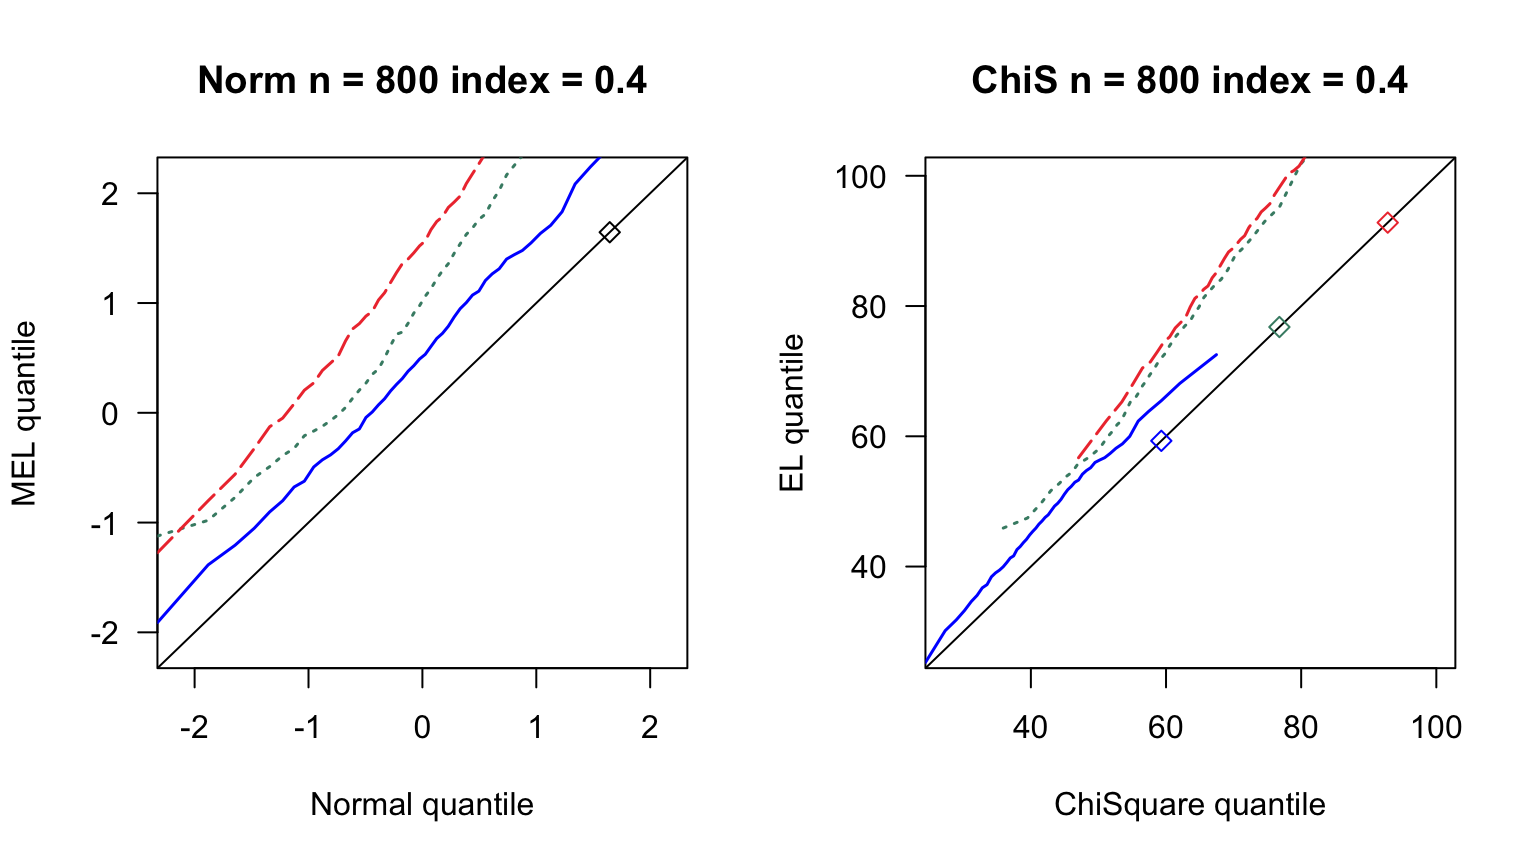 Norm n = 800 index = 0.4
MEL quantile
2
1
0
-1
-2
-2 -1 0 1 2
Normal quantile
ChiS n = 800 index = 0.4
EL quantile
100
80
60
40
40 60 80 100
ChiSquare quantile